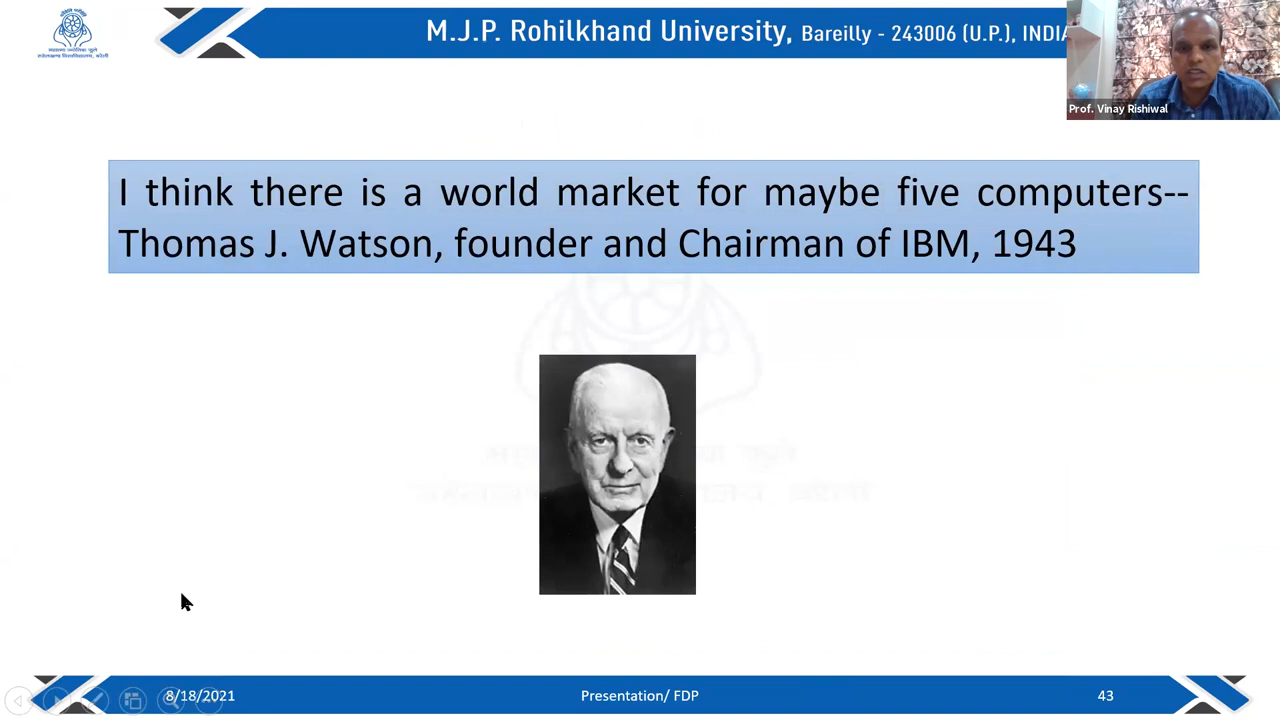 M.J.P. Rohilkhand University, Bareilly - 243006 (U.P.), INDIA
Prof. Vinay Rishiwal
I think there is a world market for maybe five computers--
Thomas J. Watson, founder and Chairman of IBM, 1943
8/18/2021
Presentation/ FDP
43